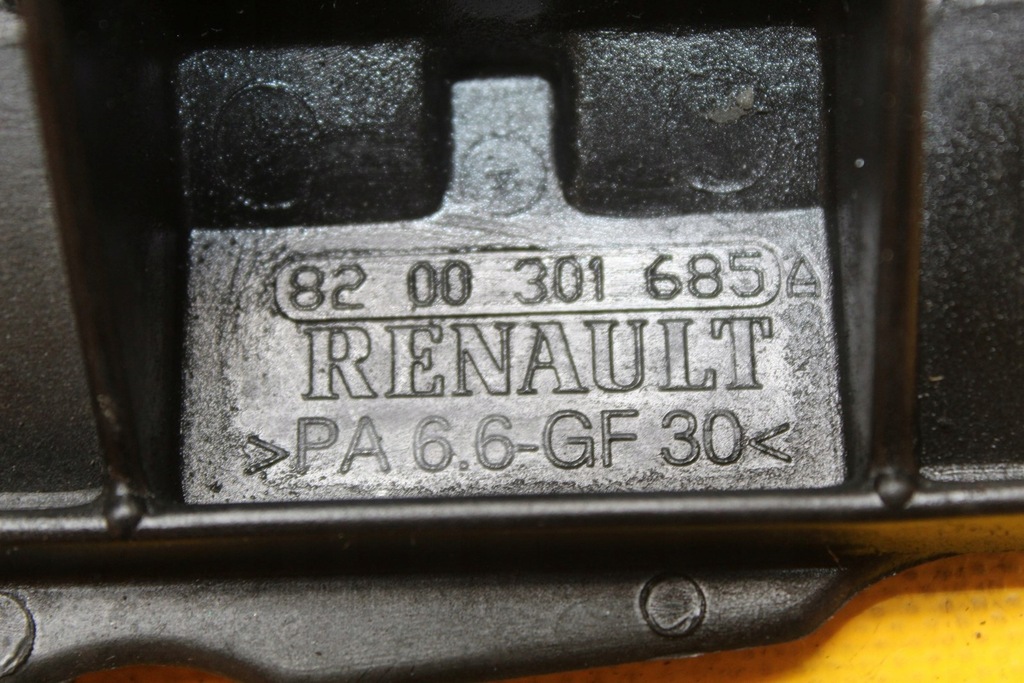 82 00 301 685 A
RENAULT
>PA 6.6-GF 30<